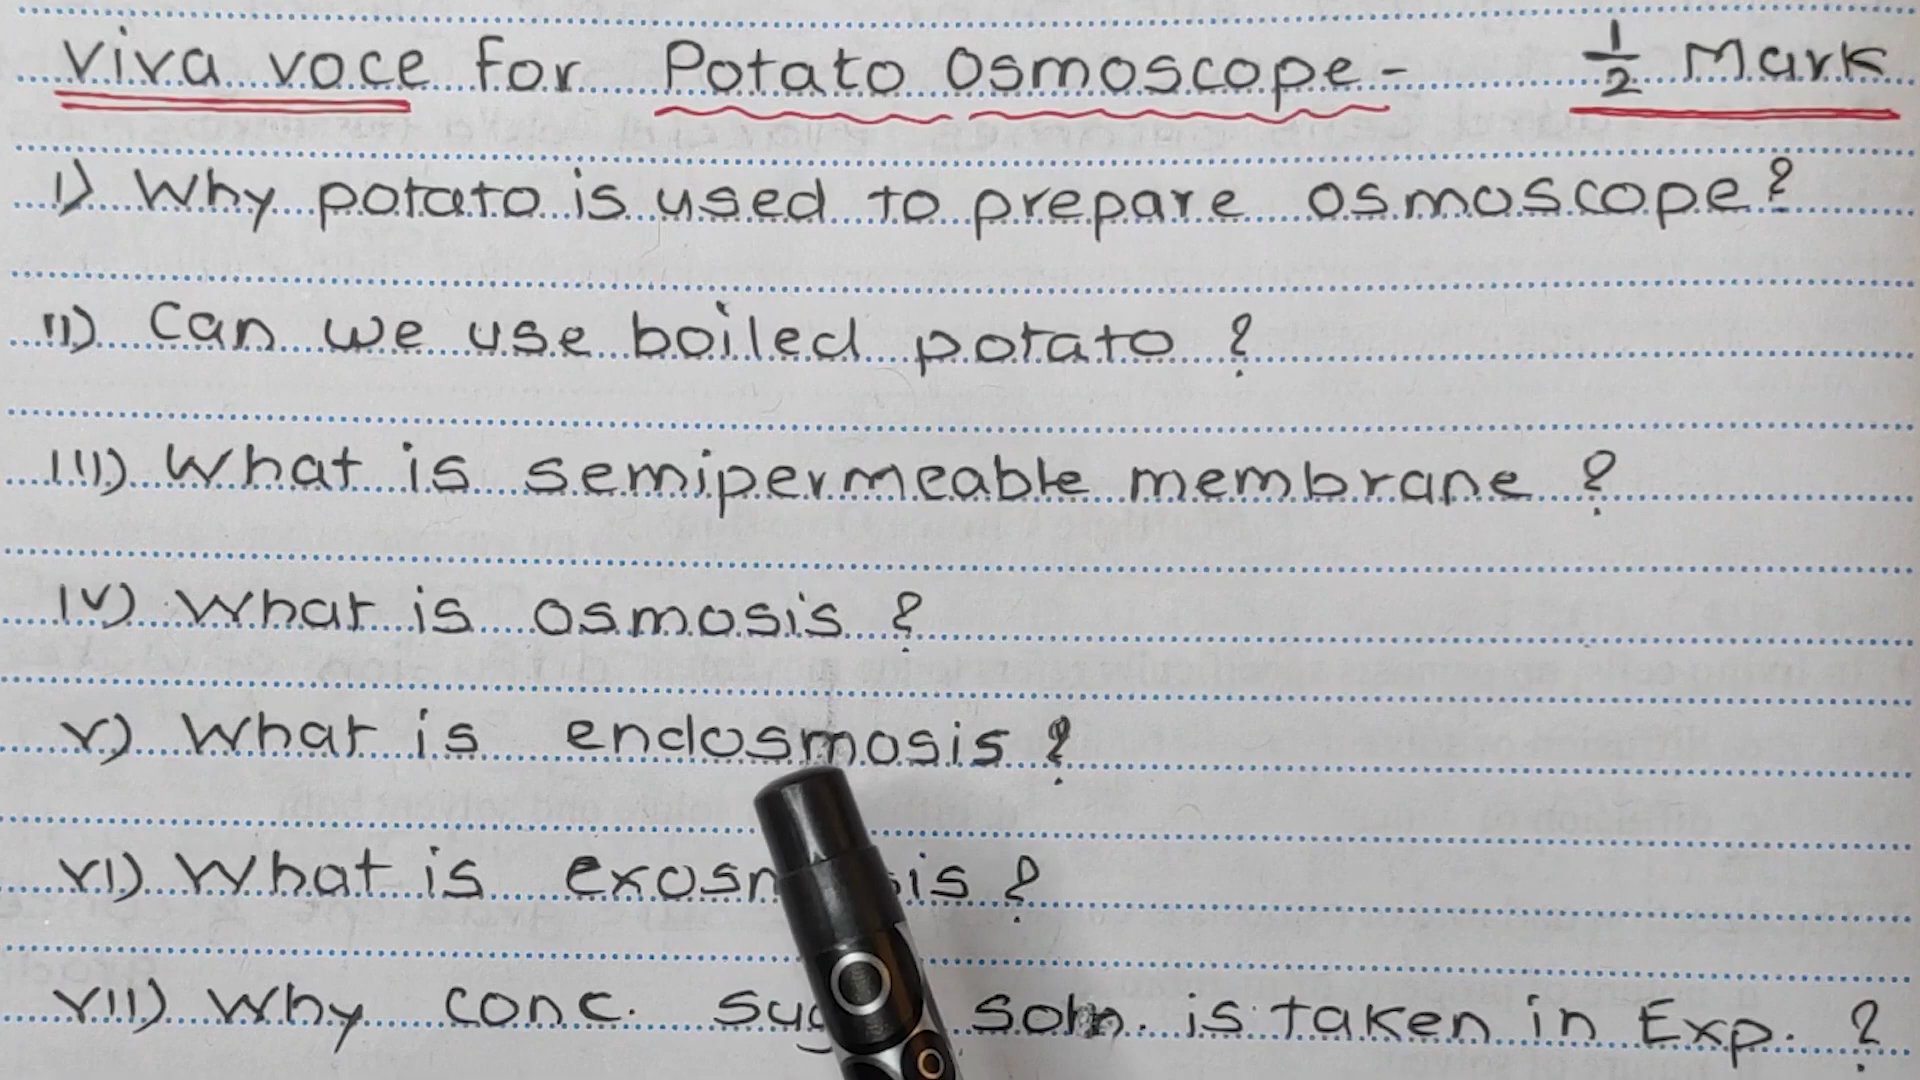 Viva voce for Potato Osmoscope - ½ Mark
I) Why potato is used to prepare osmoscope?
II) Can we use boiled potato ?
III) What is semipermeable membrane ?
IV) What is osmosis ?
V) What is endosmosis ?
VI) What is ?
VII) Why conc. soln. is taken in Exp. ?